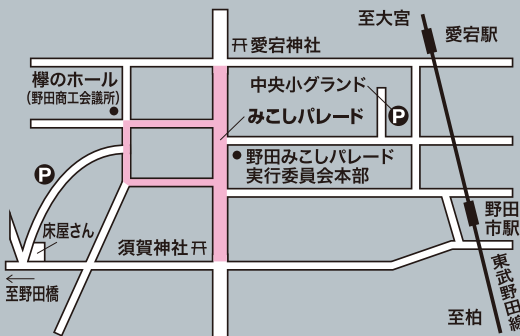 至大宮
愛宕駅
愛宕神社
欅のホール
(野田商工会議所)
中央小グランド
P
みこしパレード
野田みこしパレード
実行委員会本部
P
床屋さん
須賀神社
野田
市駅
至野田橋
東武野田線
至柏